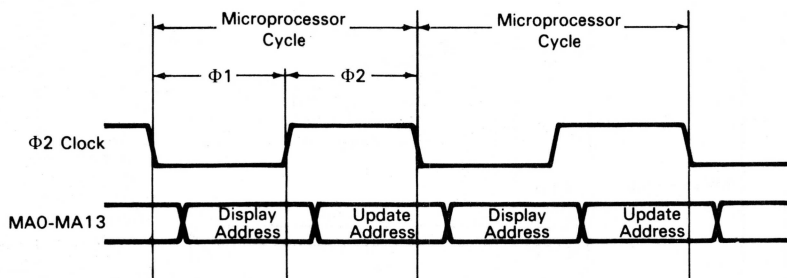 Microprocessor
Cycle
Microprocessor
Cycle
Φ1
Φ2
Φ2 Clock
MA0-MA13
Display
Address
Update
Address
Display
Address
Update
Address